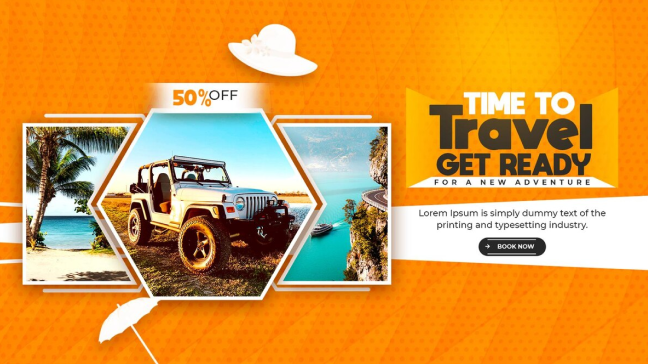 50% OFF
TIME TO
Travel
GET READY
FOR A NEW ADVENTURE
Lorem Ipsum is simply dummy text of the
printing and typesetting industry.
BOOK NOW